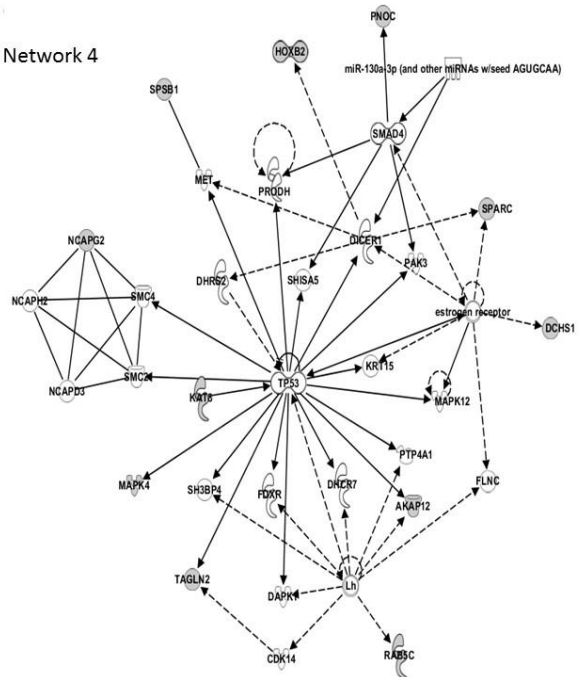 PNOC
Network 4
HOXB2
miR-130a-3p (and other miRNAs w/seed AGUGCAA)
SPSB1
SMAD4
MET
PRODH
SPARC
NCAPG2
DICER1
PAK3
DHRS2
SHISA5
NCAPH2
SMC4
estrogen receptor
DCHS1
KRT15
SMC2
TP53
NCAPD3
KAT8
MAPK12
PTP4A1
MAPK4
SH3BP4
FDXR
DHCR7
FLNC
AKAP12
TAGLN2
Lh
DAPK1
CDK14
RAB5C